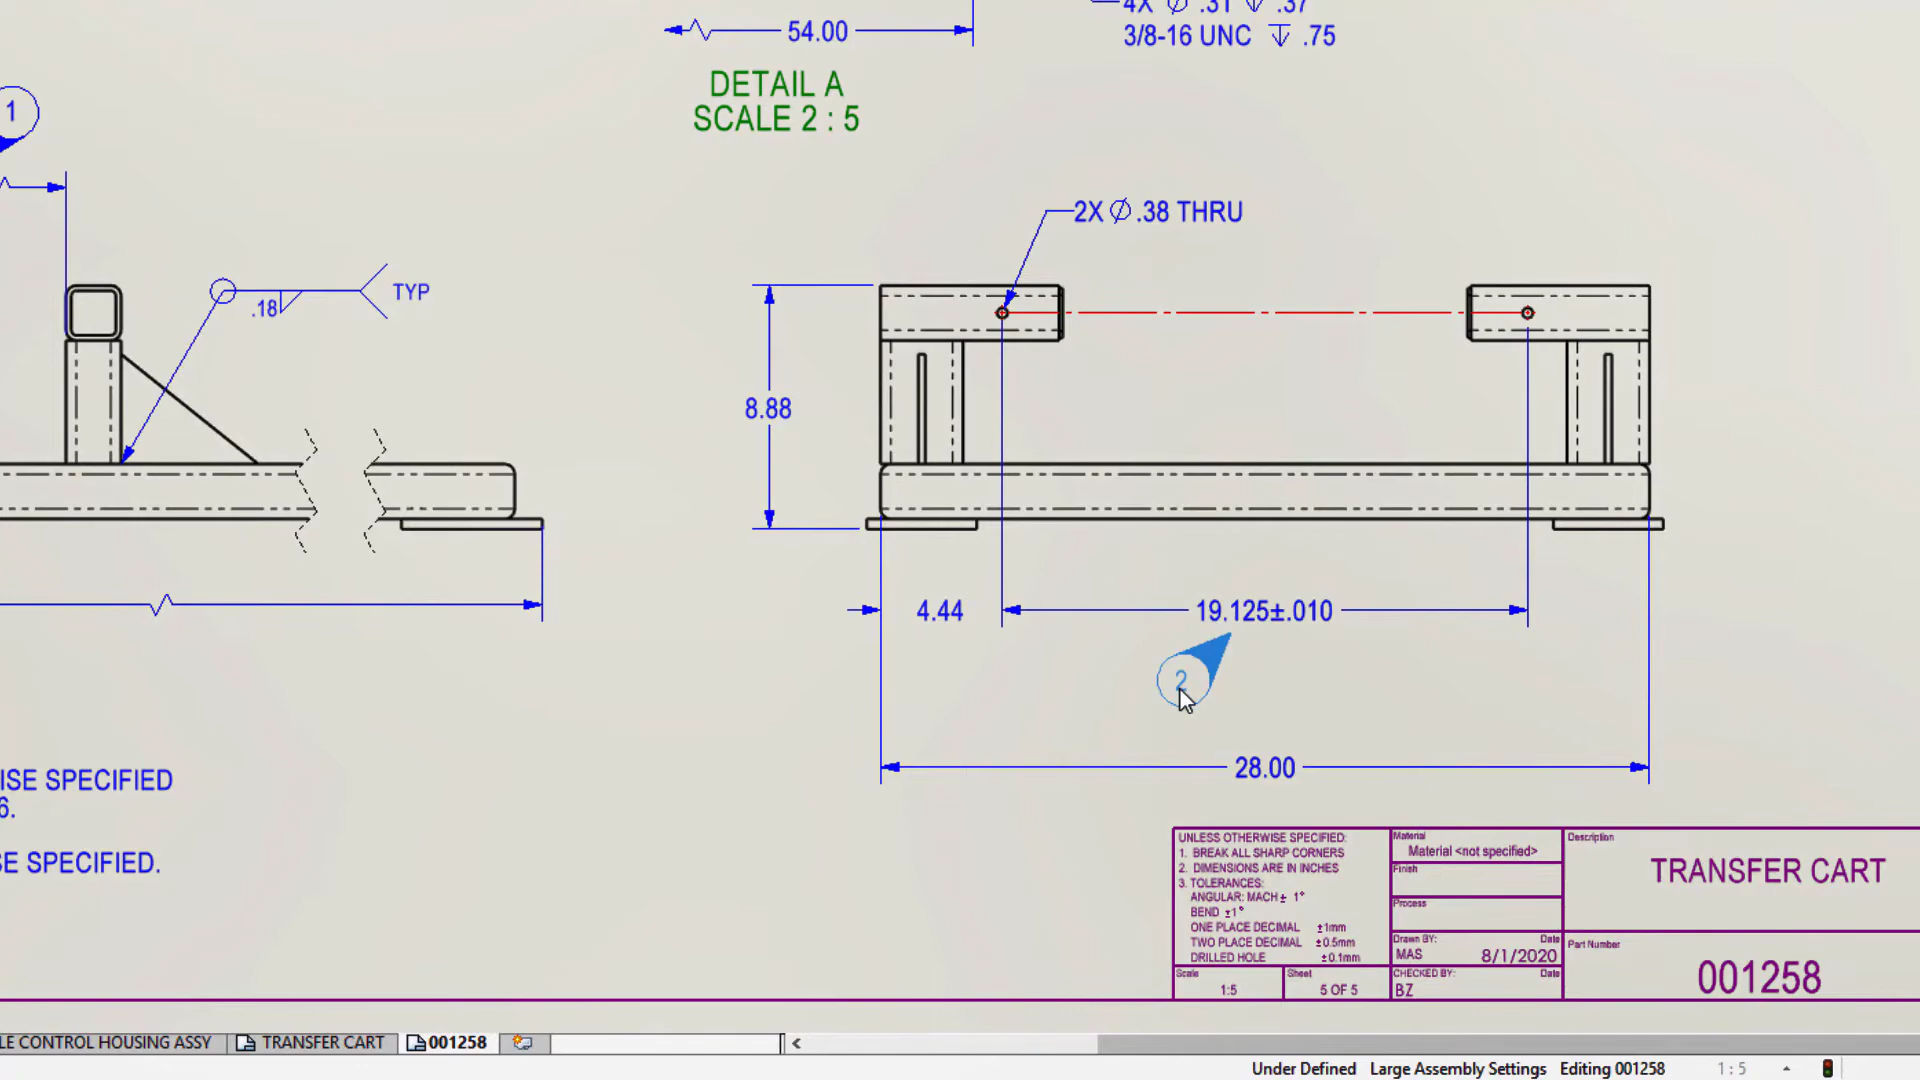 54.00
4X ⌀ .31 ↧ .37
3/8-16 UNC ↧ .75
DETAIL A
SCALE 2 : 5
1
2X ⌀ .38 THRU
.18
TYP
8.88
4.44
19.125±.010
2
28.00
ISE SPECIFIED
6.
SE SPECIFIED.
UNLESS OTHERWISE SPECIFIED:
1. BREAK ALL SHARP CORNERS
2. DIMENSIONS ARE IN INCHES
3. TOLERANCES:
ANGULAR: MACH± 1°
BEND ±1°
ONE PLACE DECIMAL ±1mm
TWO PLACE DECIMAL ±0.5mm
DRILLED HOLE ±0.1mm
Scale
1:5
Sheet
5 OF 5
Material
Material <not specified>
Finish
Process
Drawn BY: Date
MAS 8/1/2020
CHECKED BY: Date
BZ
Description
TRANSFER CART
Part Number
001258
LE CONTROL HOUSING ASSY
TRANSFER CART
001258
Under Defined Large Assembly Settings Editing 001258 1 : 5